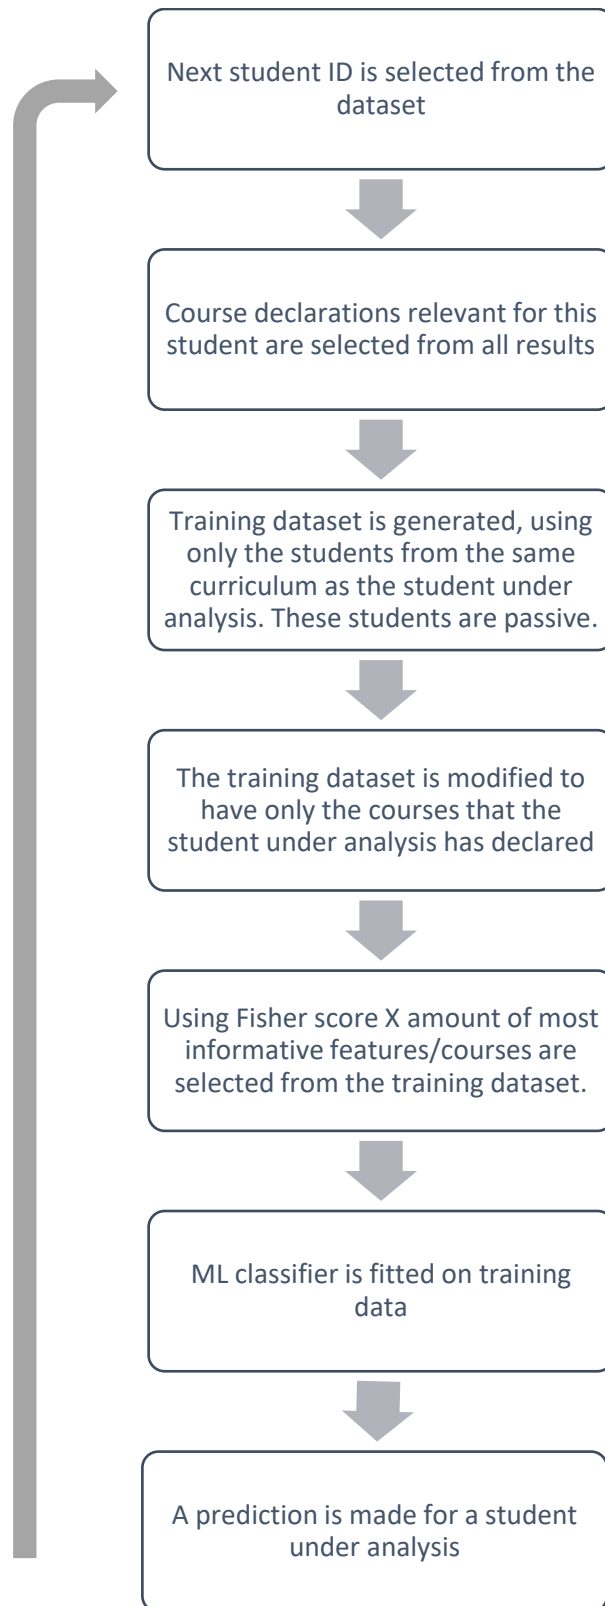 Next student ID is selected from the
dataset
Course declarations relevant for this
student are selected from all results
Training dataset is generated, using
only the students from the same
curriculum as the student under
analysis. These students are passive.
The training dataset is modified to
have only the courses that the
student under analysis has declared
Using Fisher score X amount of most
informative features/courses are
selected from the training dataset.
ML classifier is fitted on training
data
A prediction is made for a student
under analysis